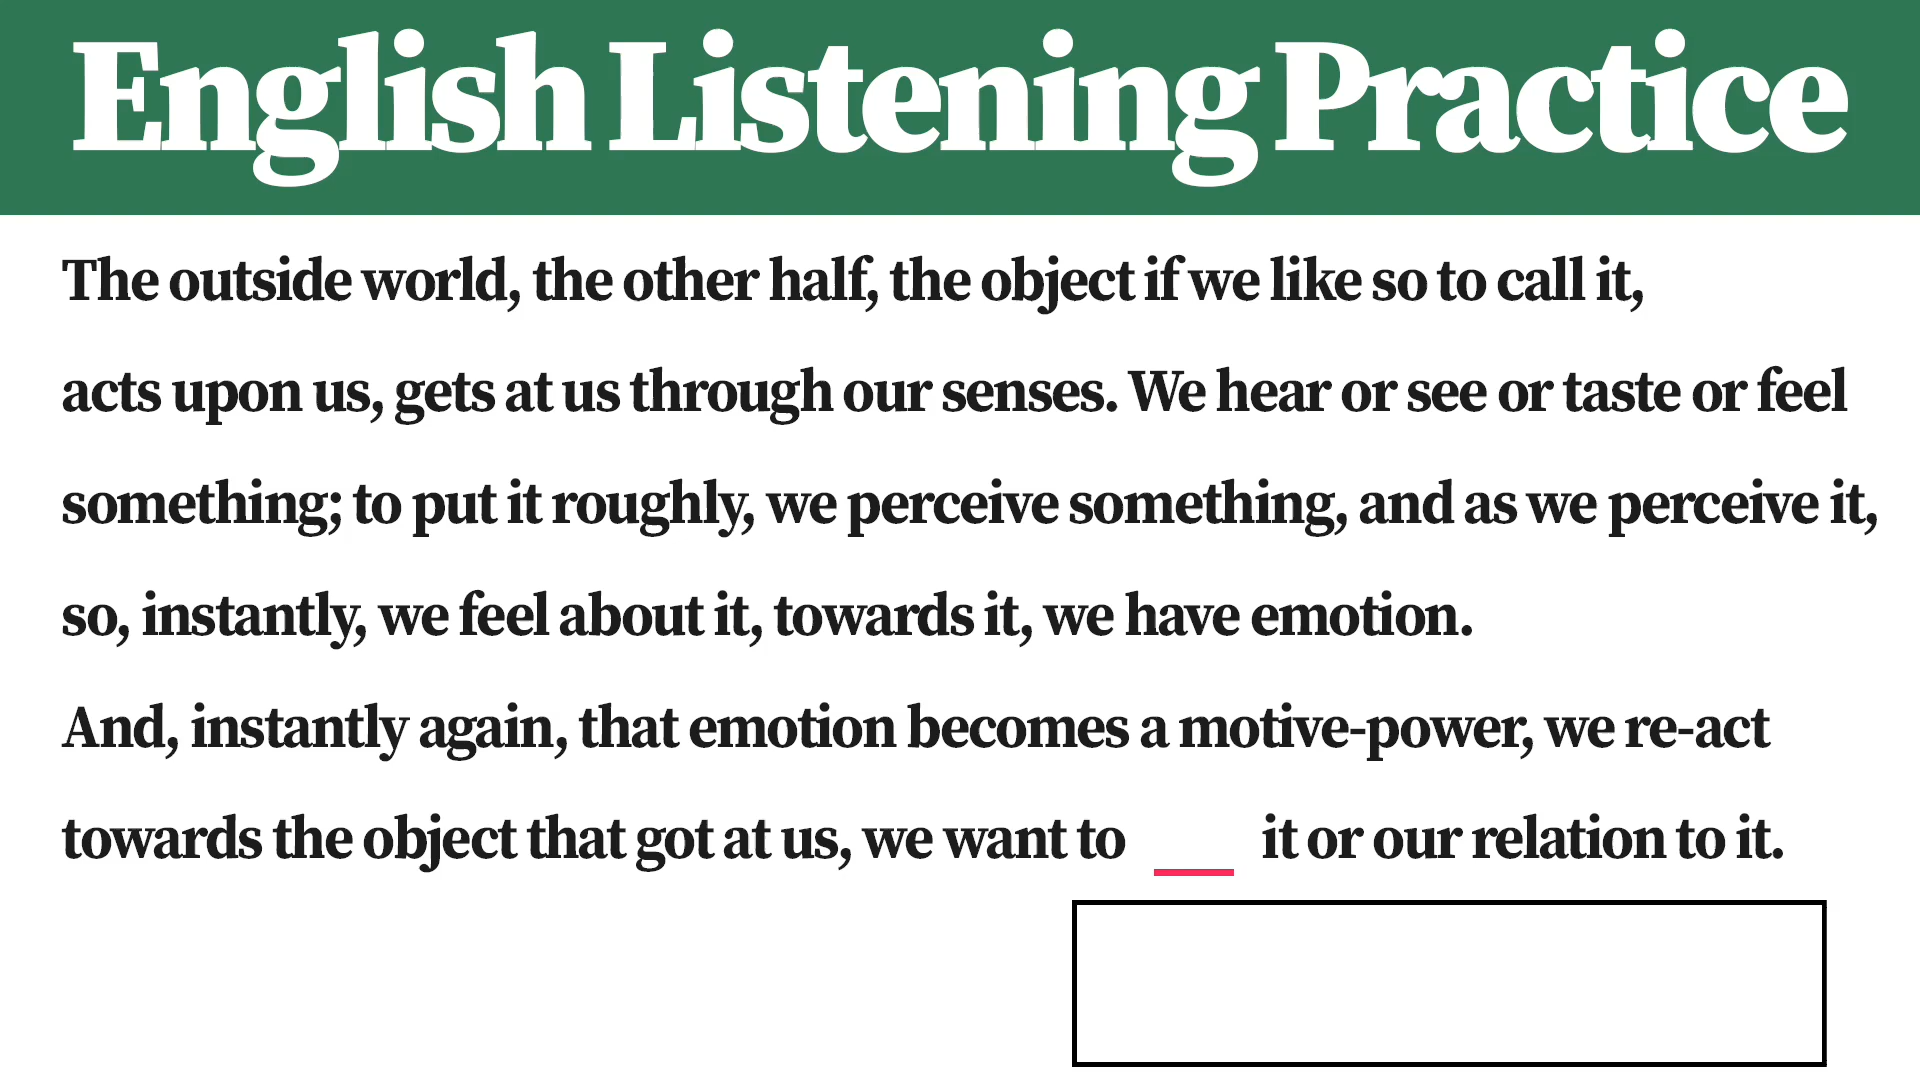 English Listening Practice
The outside world, the other half, the object if we like so to call it,
acts upon us, gets at us through our senses. We hear or see or taste or feel
something; to put it roughly, we perceive something, and as we perceive it,
so, instantly, we feel about it, towards it, we have emotion.
And, instantly again, that emotion becomes a motive-power, we re-act
towards the object that got at us, we want to ___ it or our relation to it.